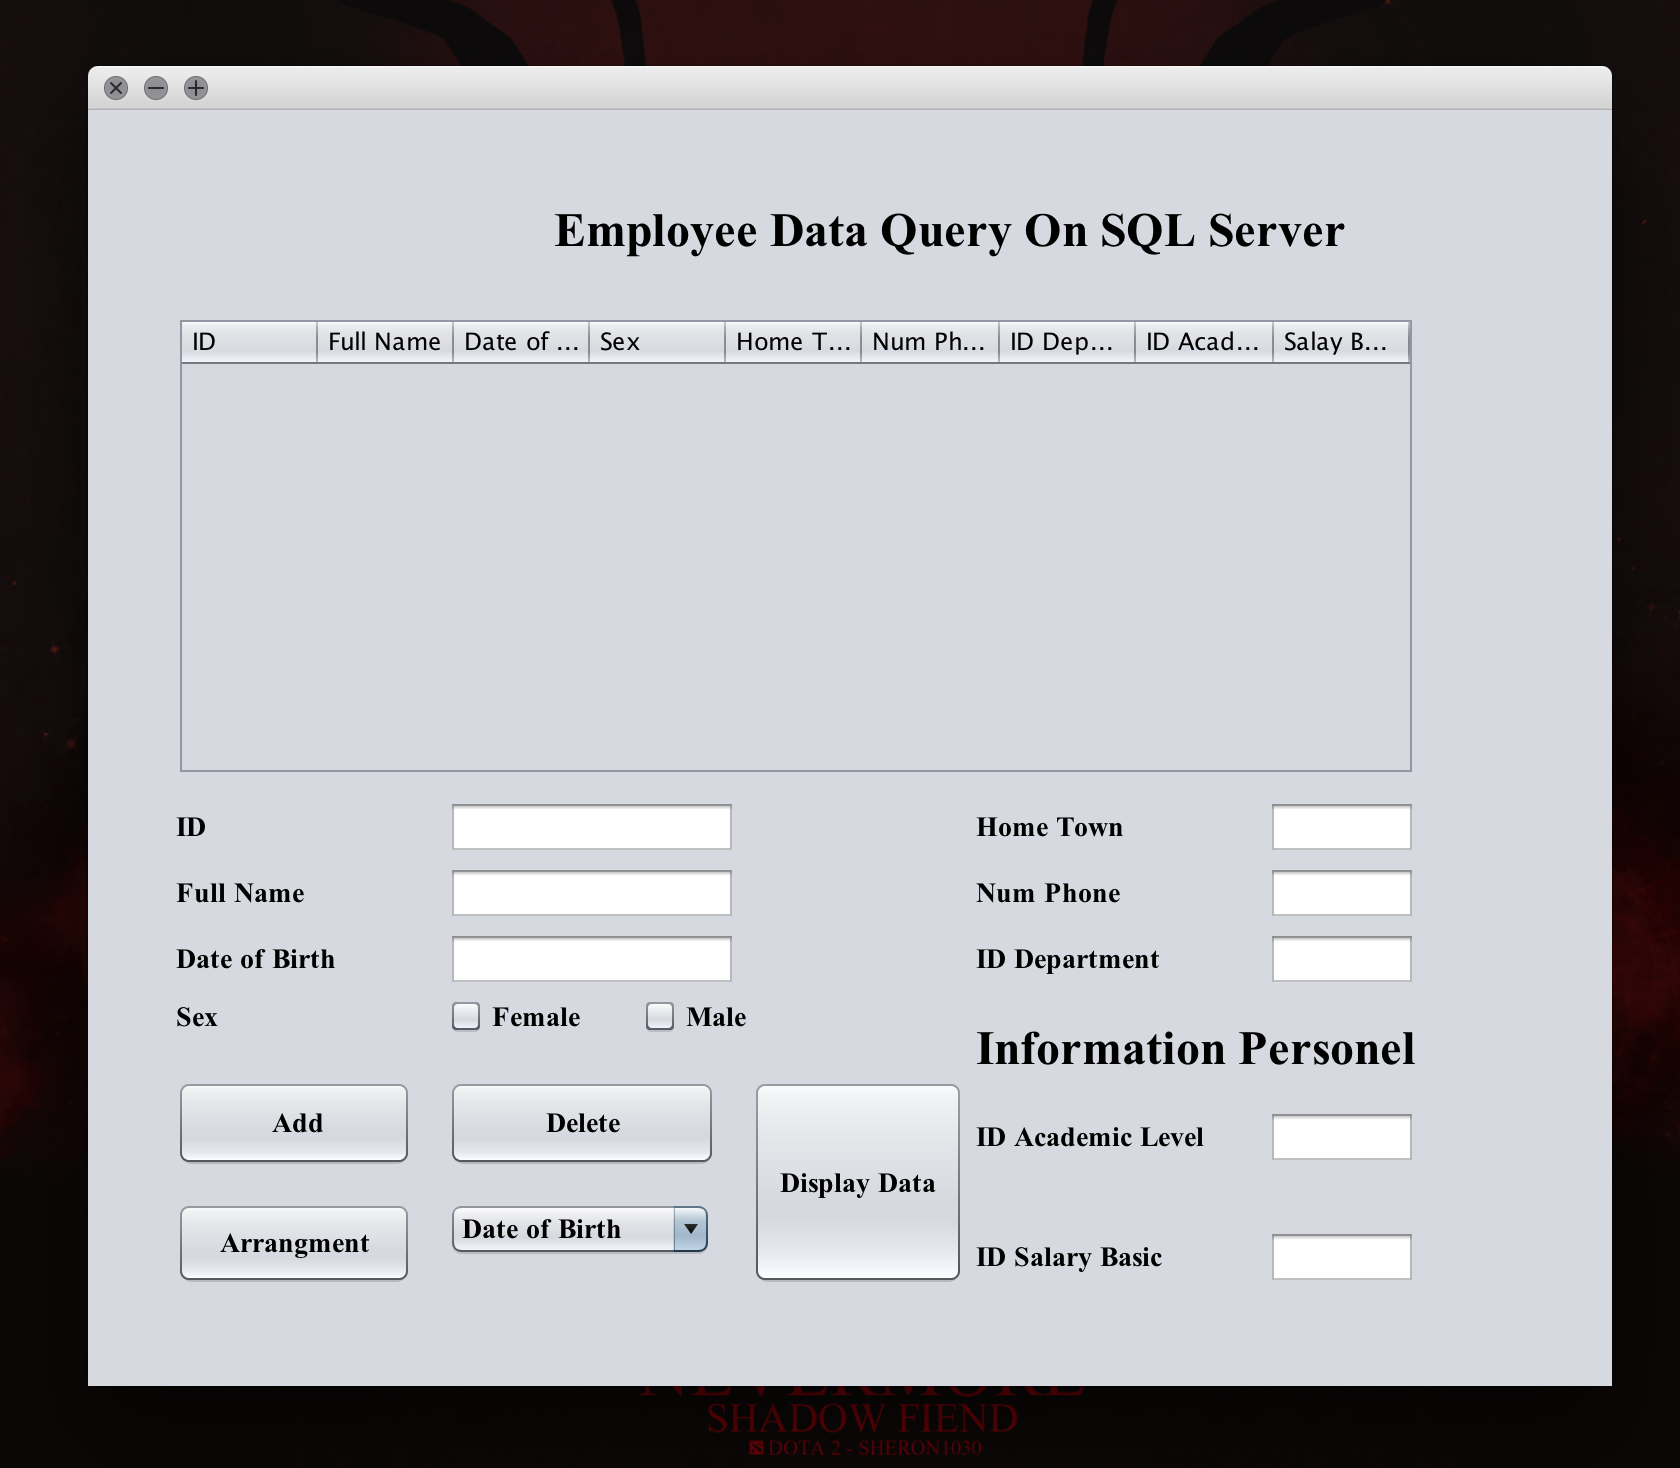 Employee Data Query On SQL Server
ID Full Name Date of ... Sex Home T... Num Ph... ID Dep... ID Acad... Salay B...
ID Home Town
Full Name Num Phone
Date of Birth ID Department
Sex Female Male
Information Personel
Add Delete
ID Academic Level
Display Data
Arrangment Date of Birth
ID Salary Basic
NEVERMORE
SHADOW FIEND
DOTA 2 - SHERON1030